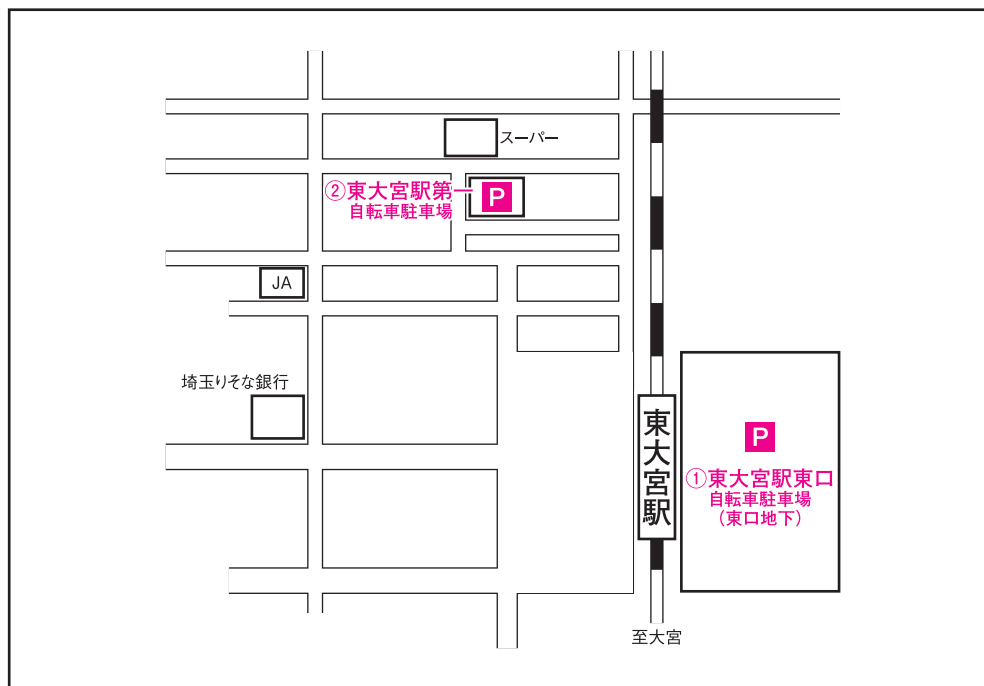 スーパー
②東大宮駅第
自転車駐車場
P
JA
埼玉りそな銀行
東大宮駅
P
①東大宮駅東口
自転車駐車場
（東口地下）
至大宮